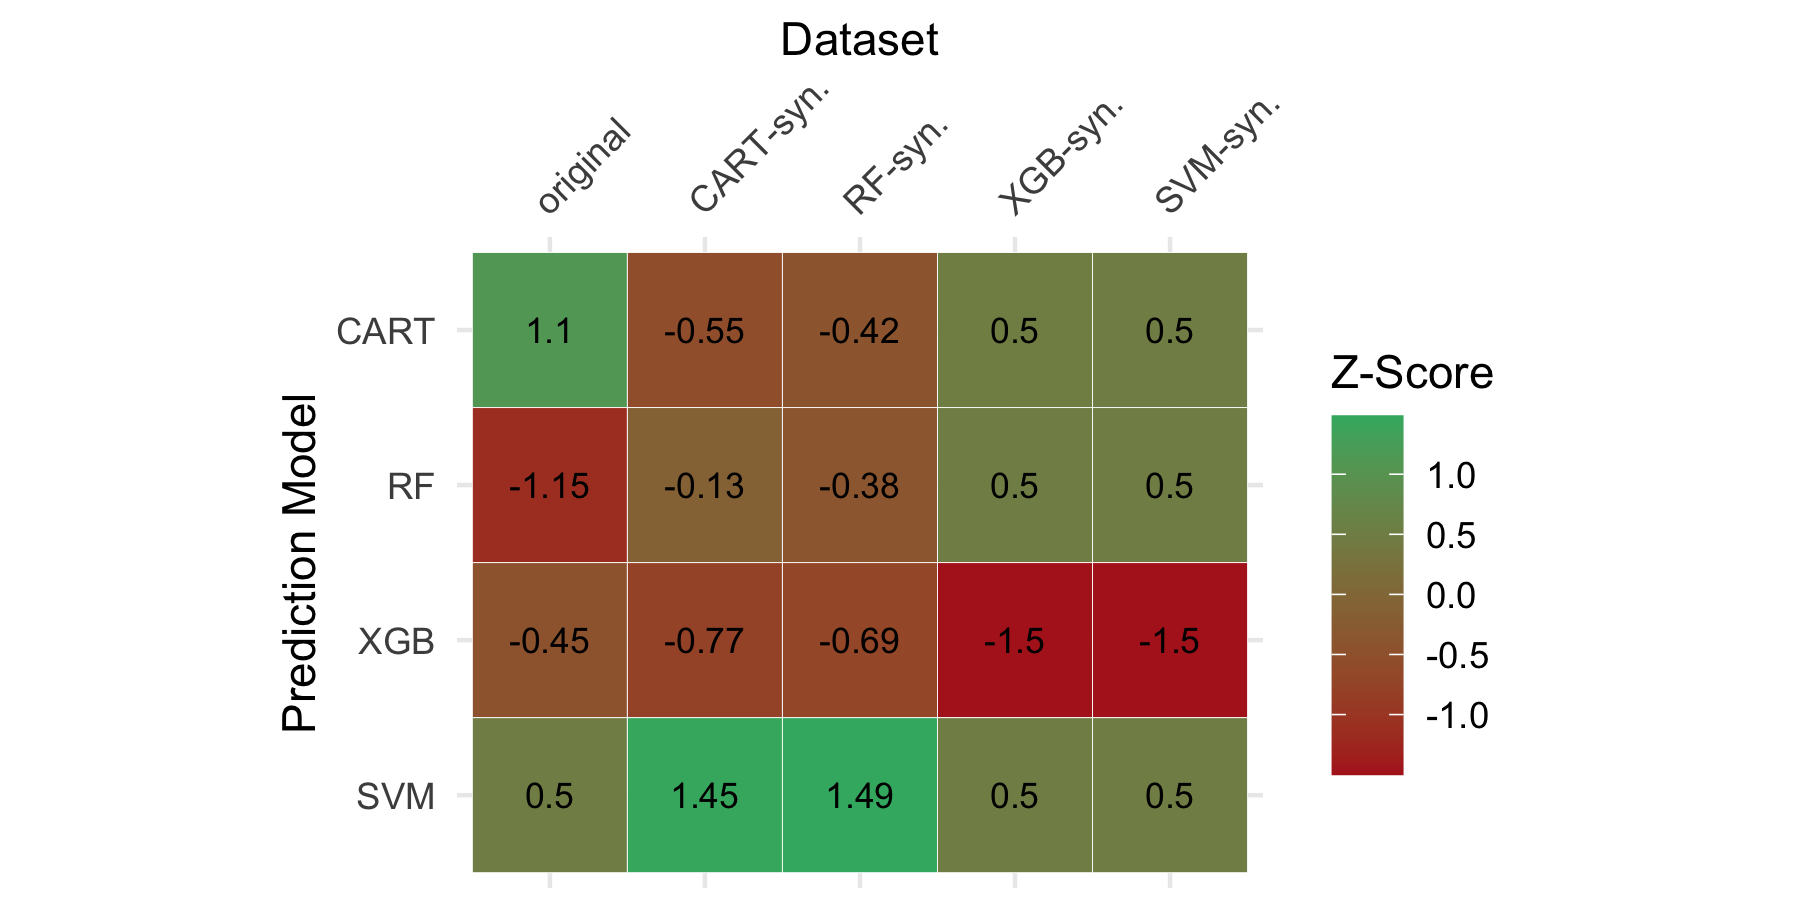 Dataset
original CART-syn. RF-syn. XGB-syn. SVM-syn.
Prediction Model
CART 1.1 -0.55 -0.42 0.5 0.5
RF -1.15 -0.13 -0.38 0.5 0.5
XGB -0.45 -0.77 -0.69 -1.5 -1.5
SVM 0.5 1.45 1.49 0.5 0.5
Z-Score
1.0
0.5
0.0
-0.5
-1.0